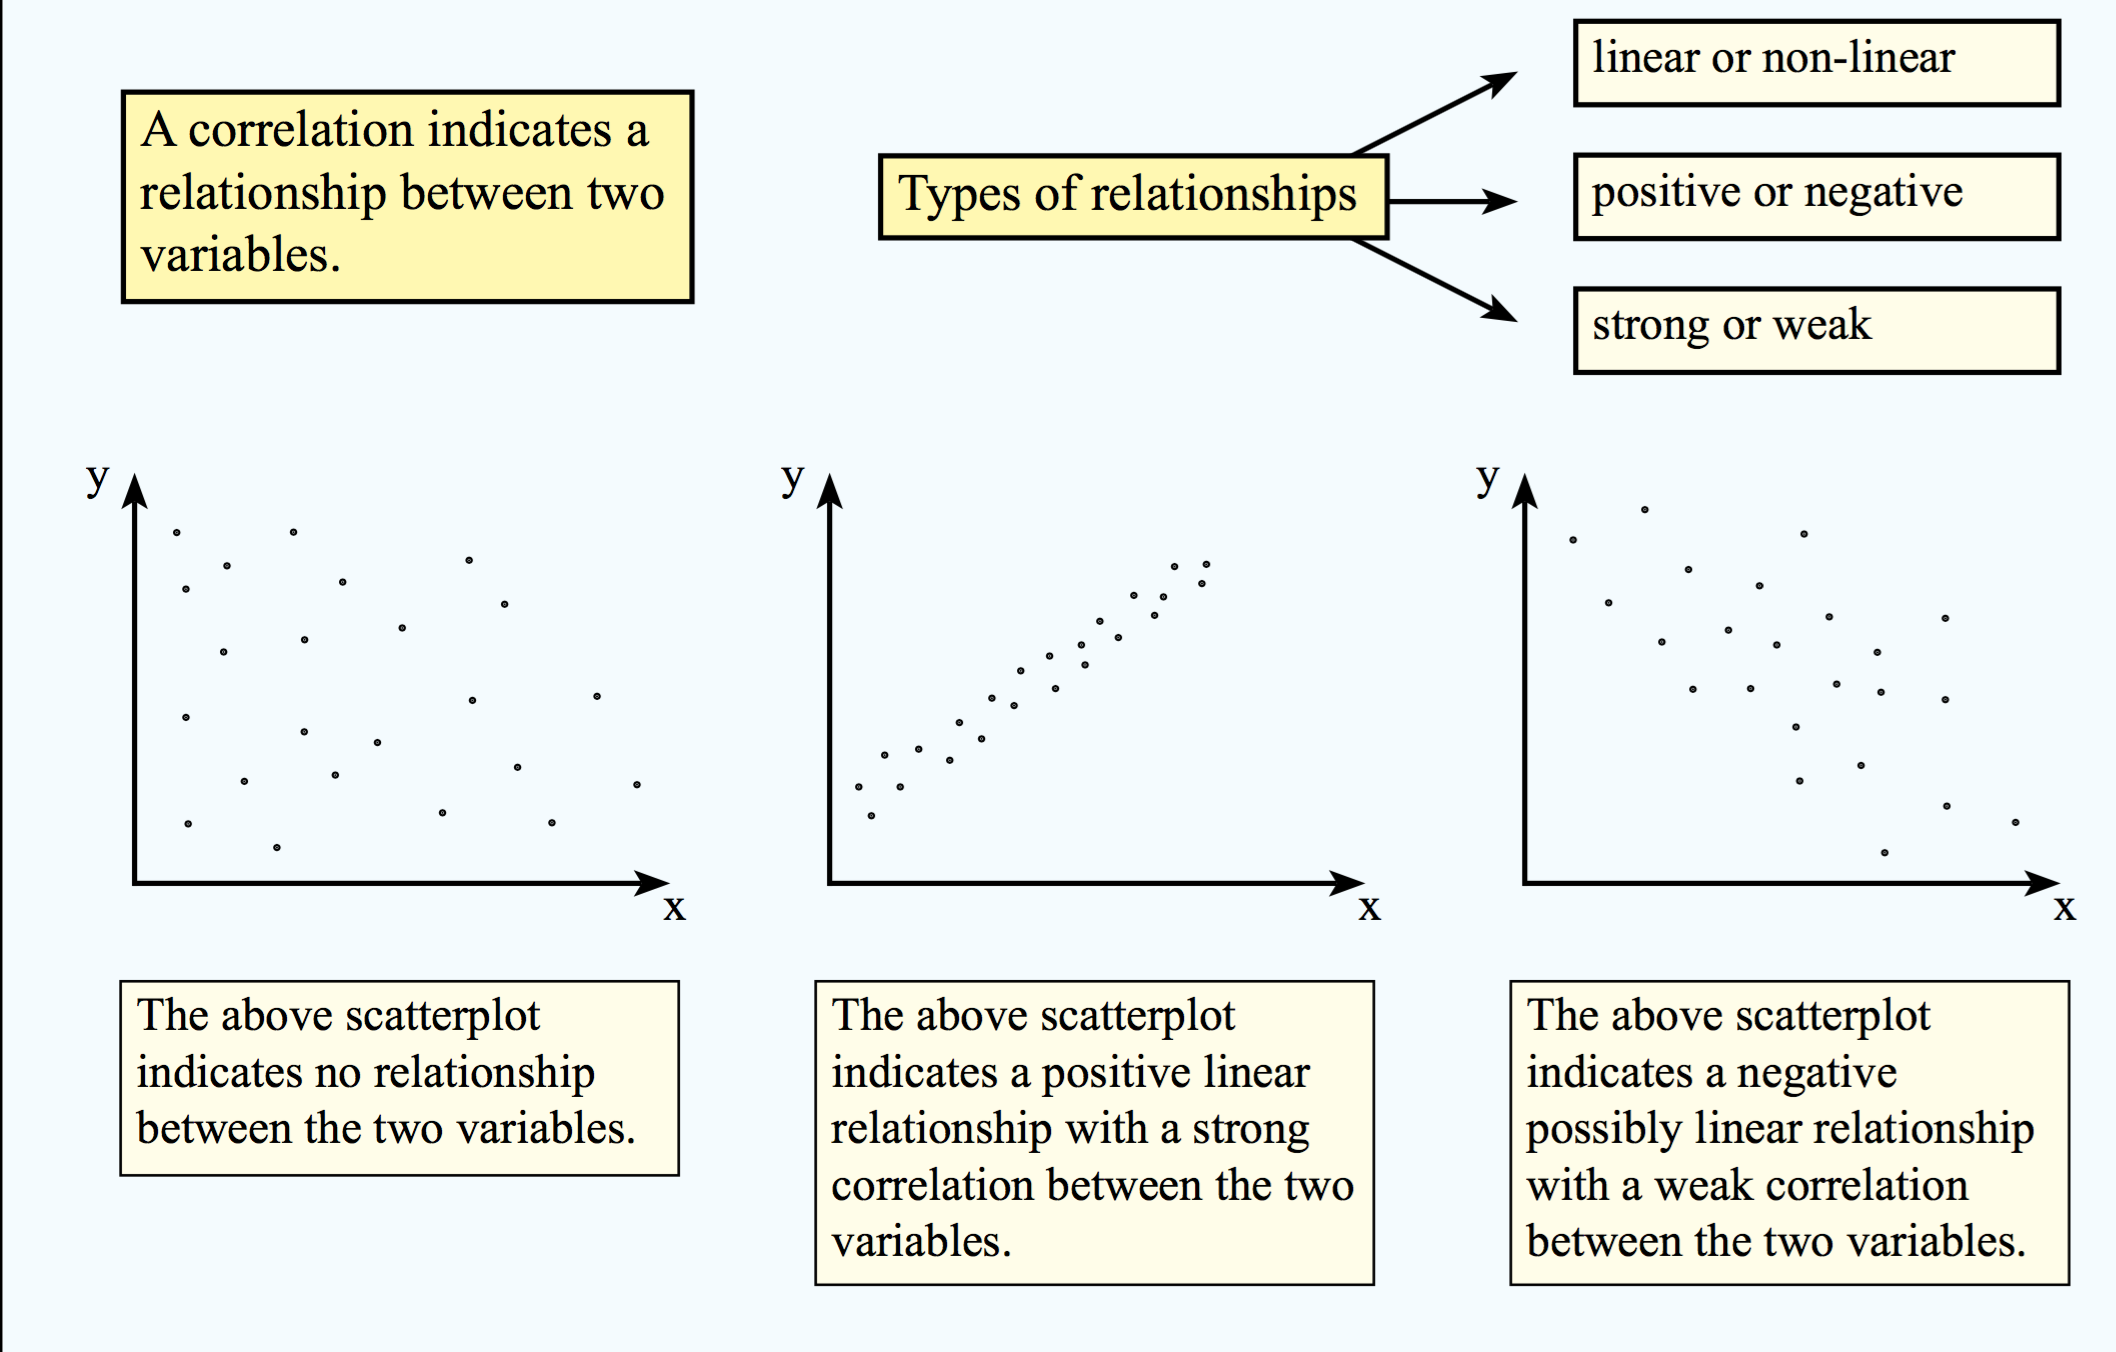 A correlation indicates a
relationship between two
variables.
Types of relationships
linear or non-linear
positive or negative
strong or weak
y
x
y
x
y
x
The above scatterplot
indicates no relationship
between the two variables.
The above scatterplot
indicates a positive linear
relationship with a strong
correlation between the two
variables.
The above scatterplot
indicates a negative
possibly linear relationship
with a weak correlation
between the two variables.